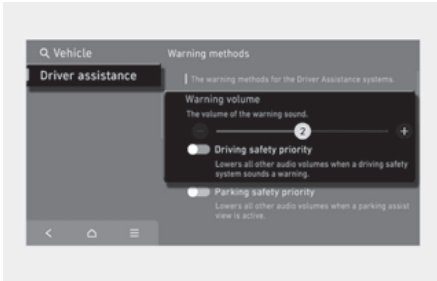 Vehicle
Driver assistance
Warning methods
The warning methods for the Driver Assistance systems.
Warning volume
The volume of the warning sound.
2
Driving safety priority
Lowers all other audio volumes when a driving safety
system sounds a warning.
Parking safety priority
Lowers all other audio volumes when a parking assist
view is active.